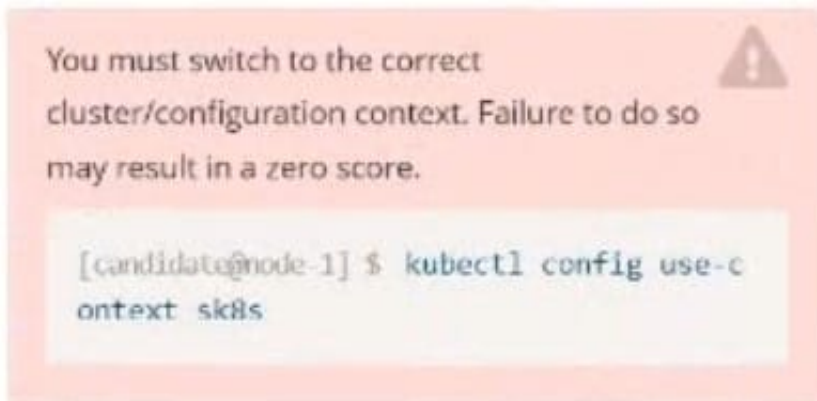 You must switch to the correct
cluster/configuration context. Failure to do so
may result in a zero score.
[candidate@node-1] $ kubectl config use-c
ontext sk8s